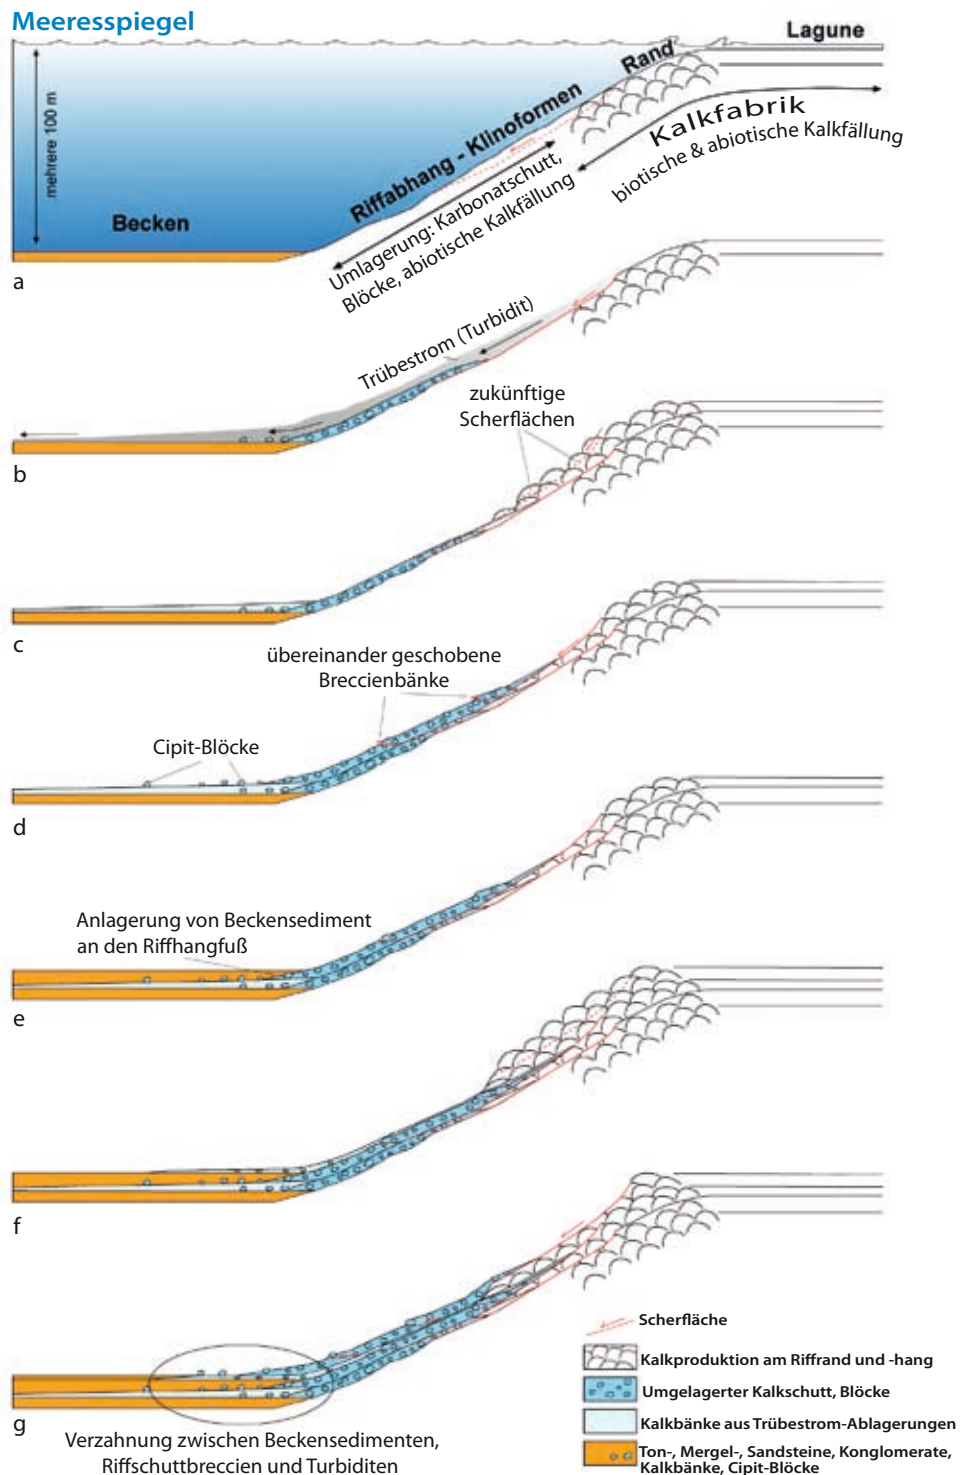 Meeresspiegel
Lagune
Rand
mehrere 100 m
Riffabhang - Klinoformen
Kalkfabrik
biotische & abiotische Kalkfällung
Becken
Umlagerung: Karbonatschutt,
Blöcke, abiotische Kalkfällung
a
Trübestrom (Turbidit)
zukünftige
Scherflächen
b
c
übereinander geschobene
Breccienbänke
Cipit-Blöcke
d
Anlagerung von Beckensediment
an den Riffhangfuß
e
f
Scherfläche
Kalkproduktion am Riffrand und -hang
Umgelagerter Kalkschutt, Blöcke
Kalkbänke aus Trübestrom-Ablagerungen
Ton-, Mergel-, Sandsteine, Konglomerate,
Kalkbänke, Cipit-Blöcke
g
Verzahnung zwischen Beckensedimenten,
Riffschuttbreccien und Turbiditen